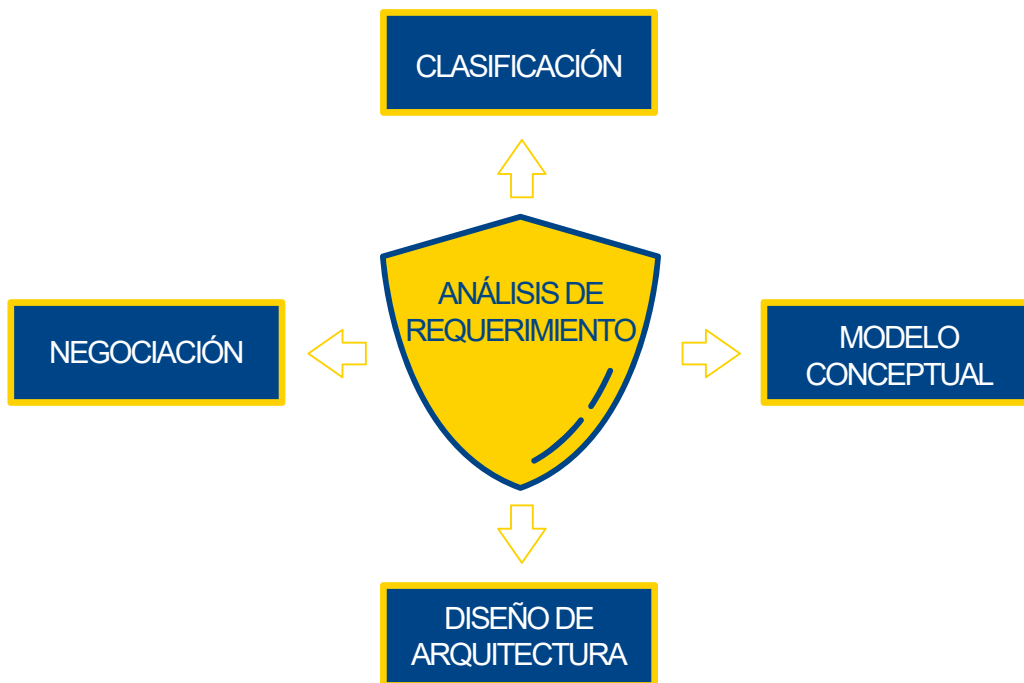 CLASIFICACIÓN
ANÁLISIS DE
REQUERIMIENTO
NEGOCIACIÓN
MODELO
CONCEPTUAL
DISEÑO DE
ARQUITECTURA